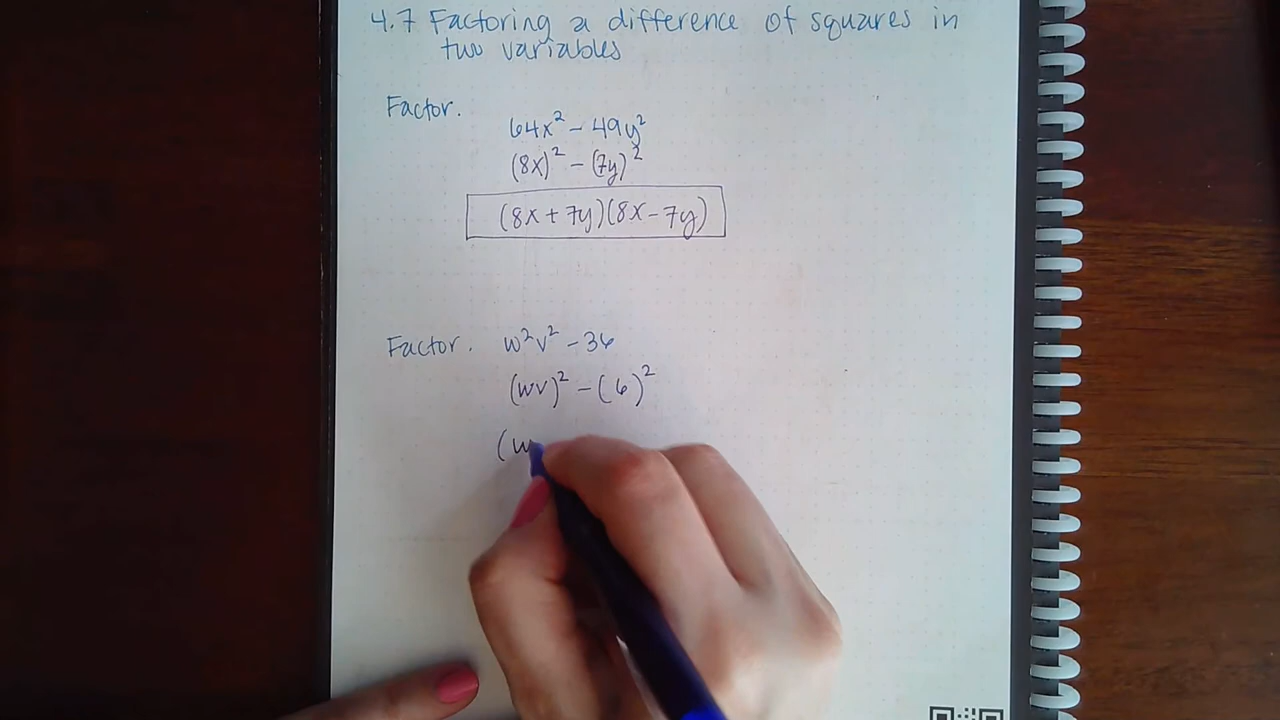 4.7 Factoring a difference of squares in
two variables
Factor.
64x² - 49y²
(8x)² - (7y)²
(8x + 7y)(8x - 7y)
Factor. w²v² - 36
(wv)² - (6)²
(w